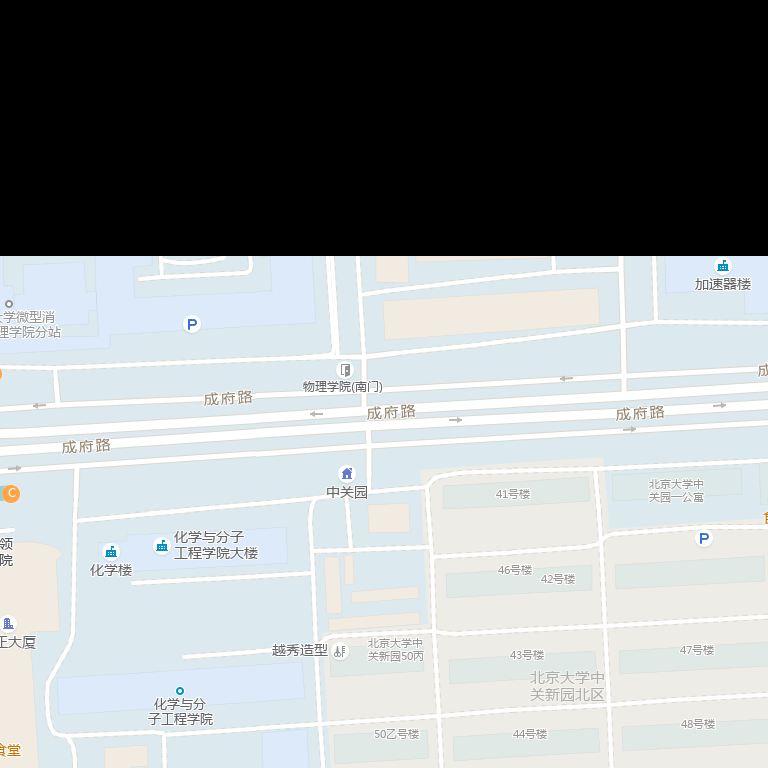 加速器楼
大学微型消
理学院分站
P
物理学院(南门)
成府路
成府路
成府路
成府路
中关园
C
41号楼
北京大学中
关园一公寓
化学与分子
工程学院大楼
化学楼
领
院
P
46号楼
42号楼
正大厦
越秀造型
北京大学中
关新园50丙
43号楼
47号楼
北京大学中
关新园北区
化学与分
子工程学院
50乙号楼
44号楼
48号楼
食堂